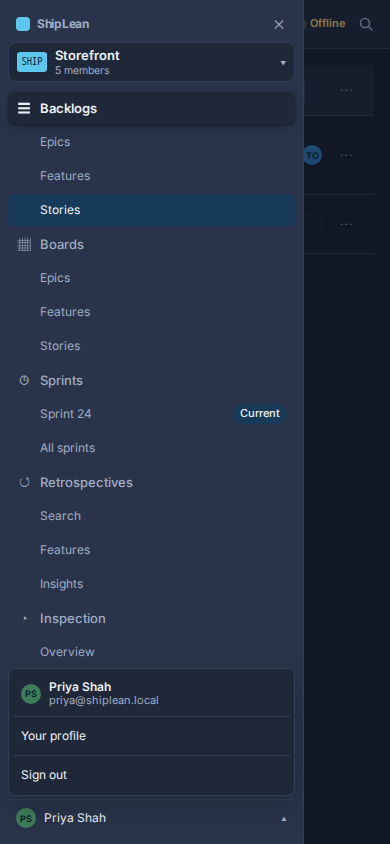 ShipLean
Offline
SHIP
Storefront
5 members
Backlogs
Epics
Features
TO
Stories
Boards
Epics
Features
Stories
Sprints
Sprint 24
Current
All sprints
Retrospectives
Search
Features
Insights
Inspection
Overview
PS
Priya Shah
priya@shiplean.local
Your profile
Sign out
PS
Priya Shah